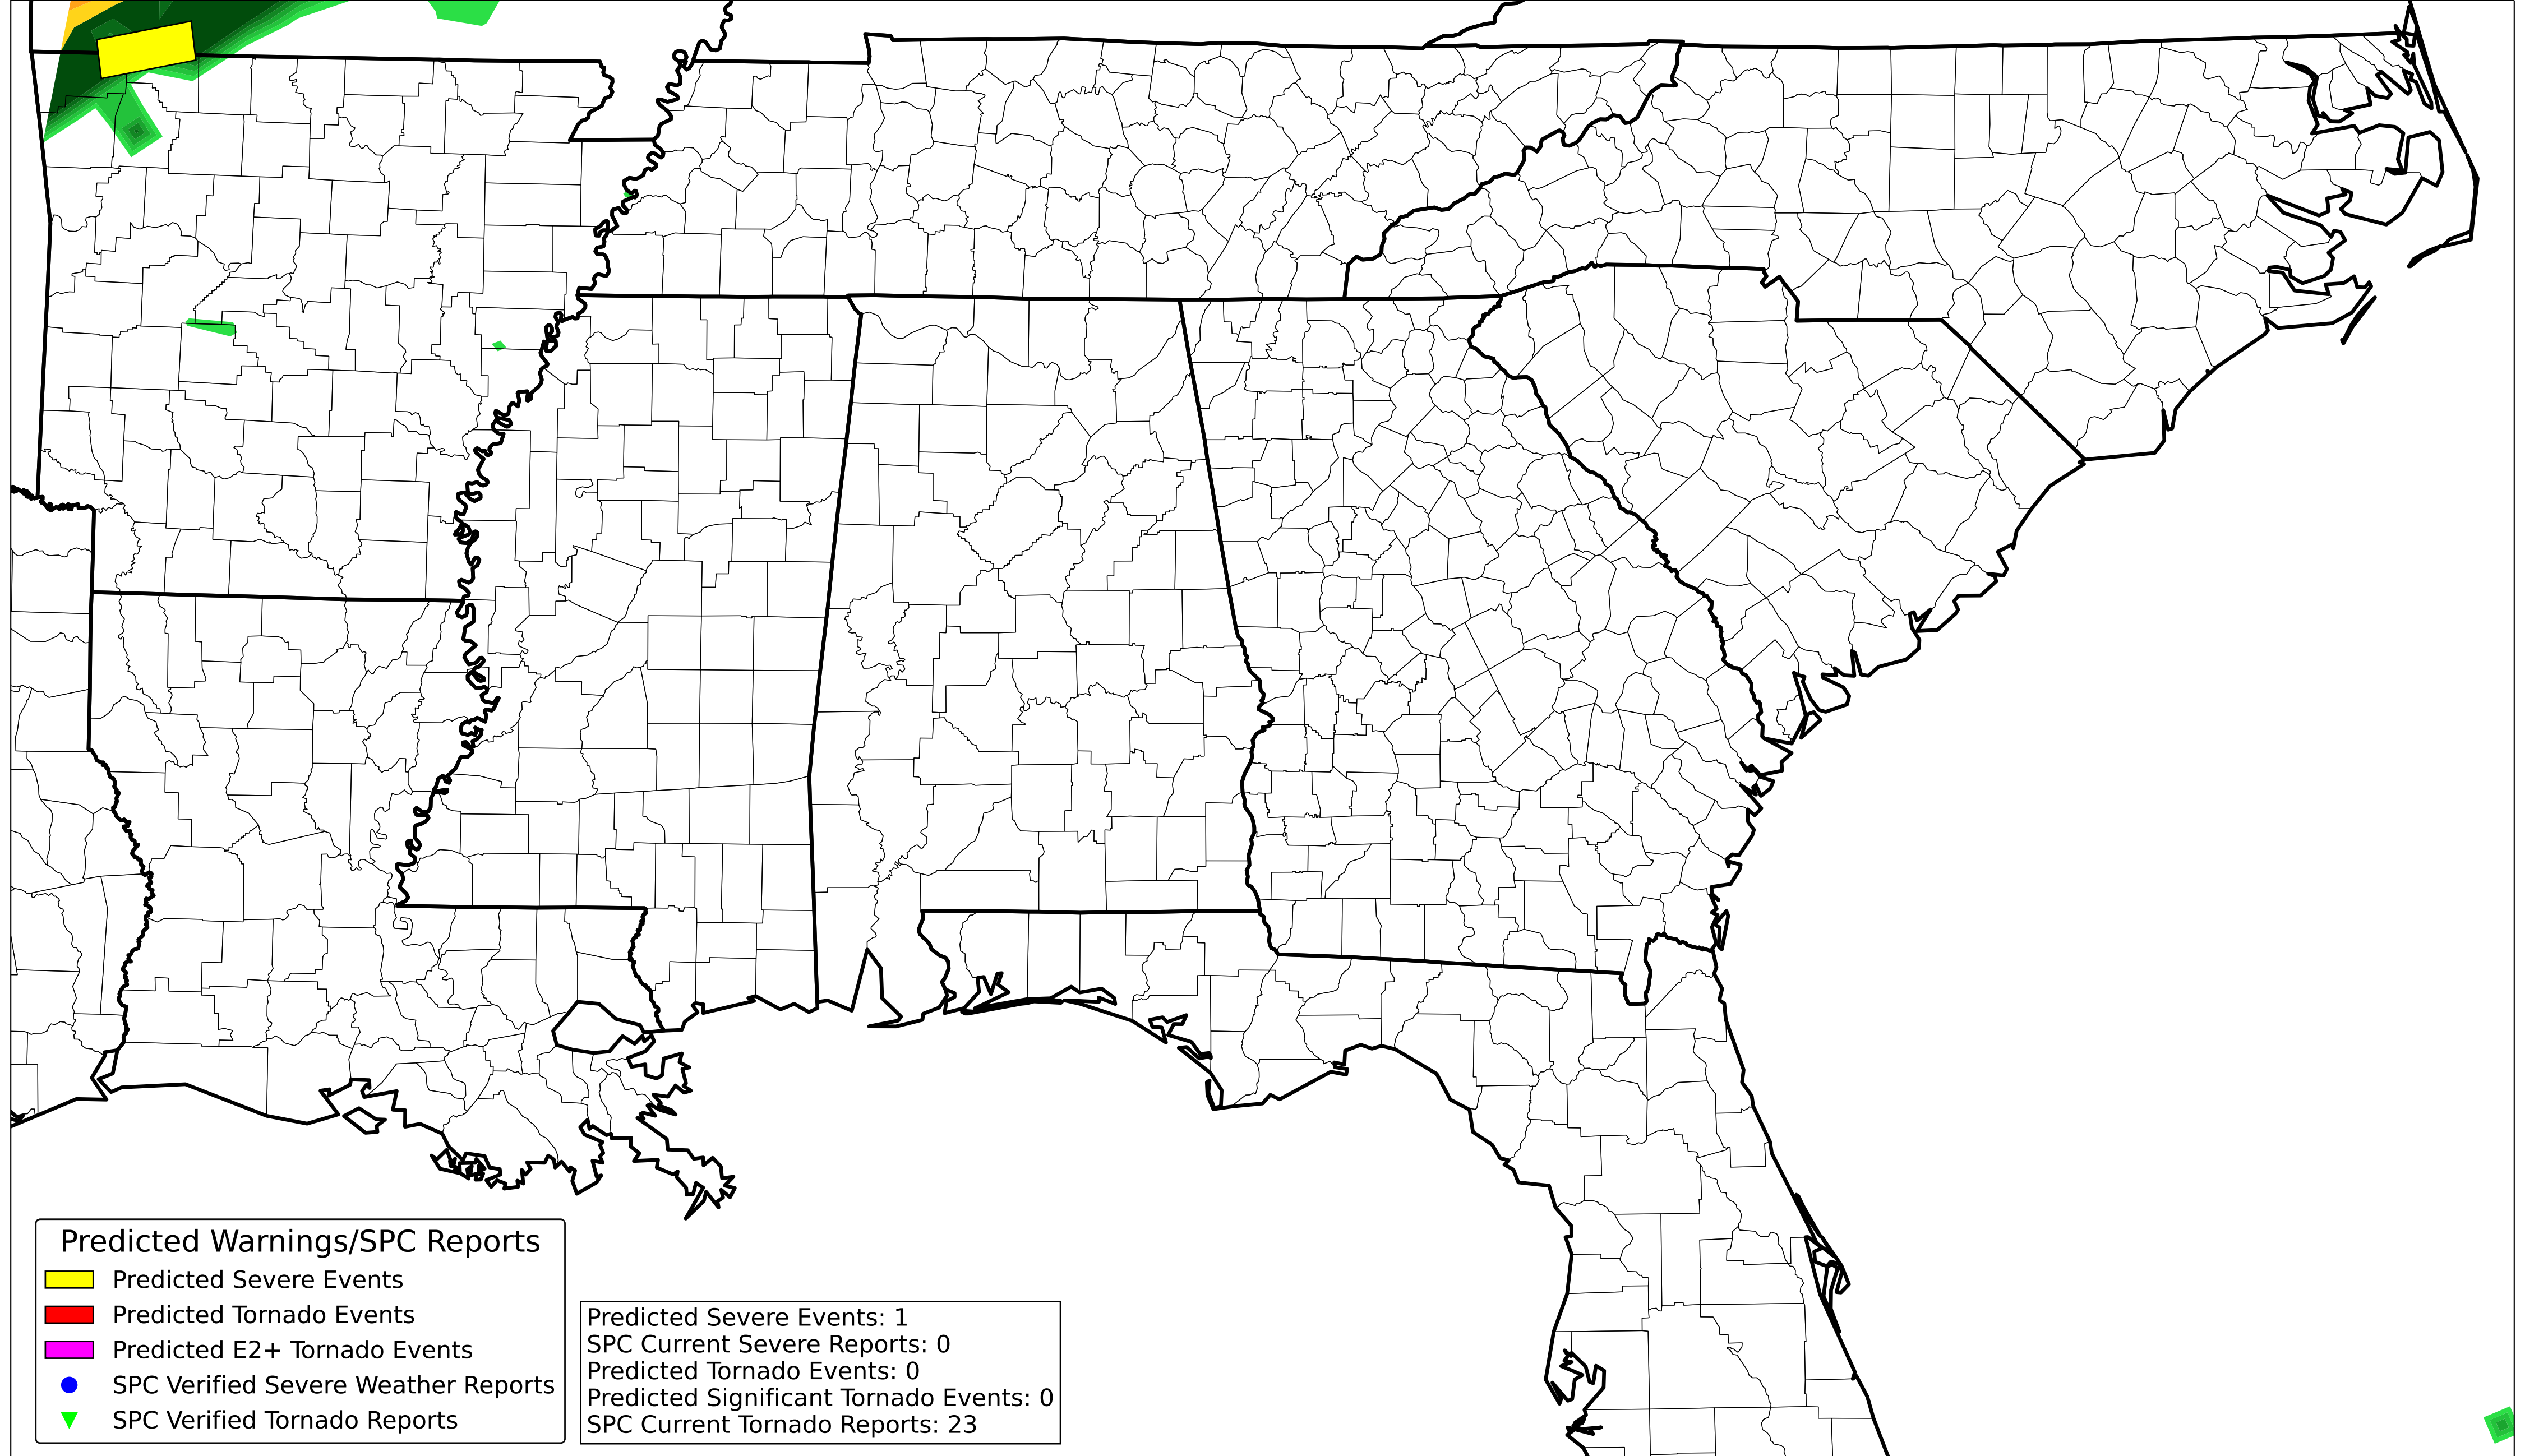 Predicted Warnings/SPC Reports
Predicted Severe Events
Predicted Tornado Events
Predicted E2+ Tornado Events
SPC Verified Severe Weather Reports
SPC Verified Tornado Reports
Predicted Severe Events: 1
SPC Current Severe Reports: 0
Predicted Tornado Events: 0
Predicted Significant Tornado Events: 0
SPC Current Tornado Reports: 23